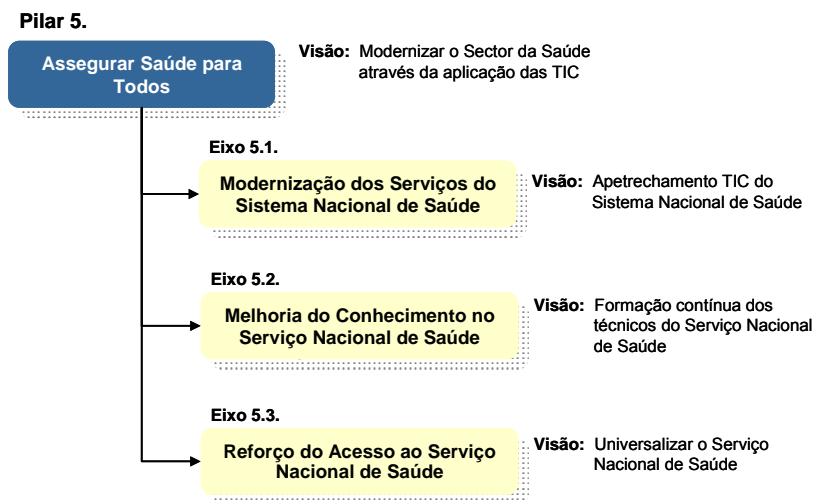 Pilar 5.
Assegurar Saúde para
Todos
Visão: Modernizar o Sector da Saúde
através da aplicação das TIC
Eixo 5.1.
Modernização dos Serviços do
Sistema Nacional de Saúde
Visão: Apetrechamento TIC do
Sistema Nacional de Saúde
Eixo 5.2.
Melhoria do Conhecimento no
Serviço Nacional de Saúde
Visão: Formação contínua dos
técnicos do Serviço Nacional
de Saúde
Eixo 5.3.
Reforço do Acesso ao Serviço
Nacional de Saúde
Visão: Universalizar o Serviço
Nacional de Saúde